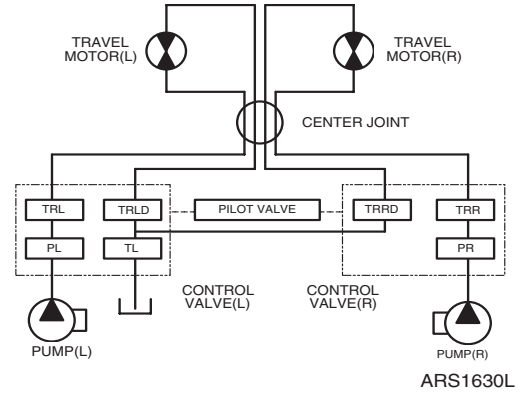 TRAVEL
MOTOR(L)
TRAVEL
MOTOR(R)
CENTER JOINT
TRL
TRLD
PILOT VALVE
TRRD
TRR
PL
TL
PR
CONTROL
VALVE(L)
CONTROL
VALVE(R)
PUMP(L)
PUMP(R)
ARS1630L